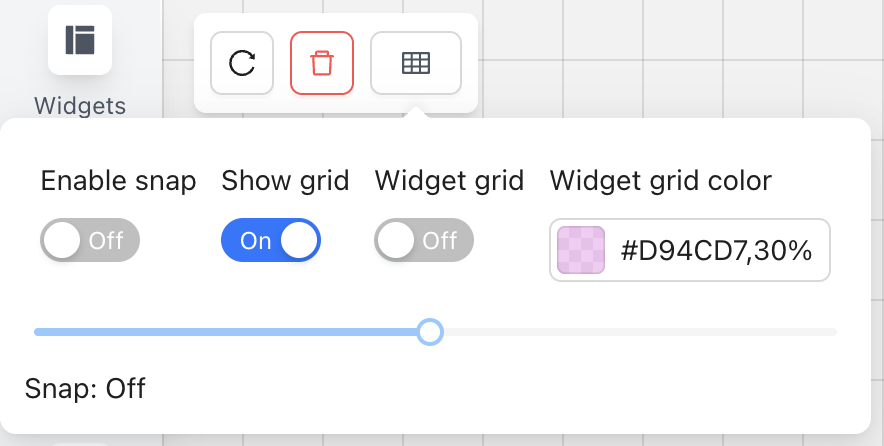 Widgets
Enable snap Show grid Widget grid Widget grid color
Off On Off #D94CD7,30%
Snap: Off